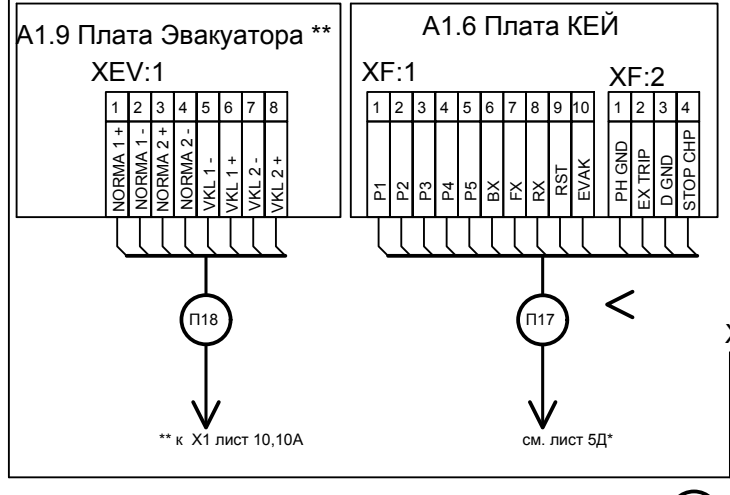 А1.9 Плата Эвакуатора **
XEV:1
1 2 3 4 5 6 7 8
NORMA 1 +
NORMA 1 -
NORMA 2 +
NORMA 2 -
VKL 1 -
VKL 1 +
VKL 2 -
VKL 2 +
П18
** к X1 лист 10,10А
А1.6 Плата КЕЙ
XF:1
1 2 3 4 5 6 7 8 9 10
P1
P2
P3
P4
P5
BX
FX
RX
RST
EVAK
XF:2
1 2 3 4
PH GND
EX TRIP
D GND
STOP CHP
П17
<
см. лист 5Д*